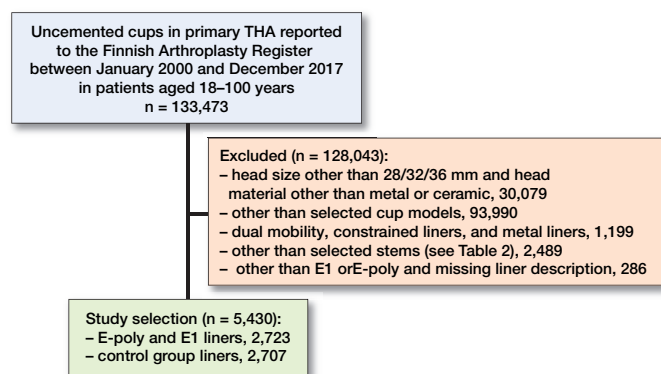 Uncemented cups in primary THA reported
to the Finnish Arthroplasty Register
between January 2000 and December 2017
in patients aged 18–100 years
n = 133,473
Excluded (n = 128,043):
– head size other than 28/32/36 mm and head
material other than metal or ceramic, 30,079
– other than selected cup models, 93,990
– dual mobility, constrained liners, and metal liners, 1,199
– other than selected stems (see Table 2), 2,489
– other than E1 orE-poly and missing liner description, 286
Study selection (n = 5,430):
– E-poly and E1 liners, 2,723
– control group liners, 2,707